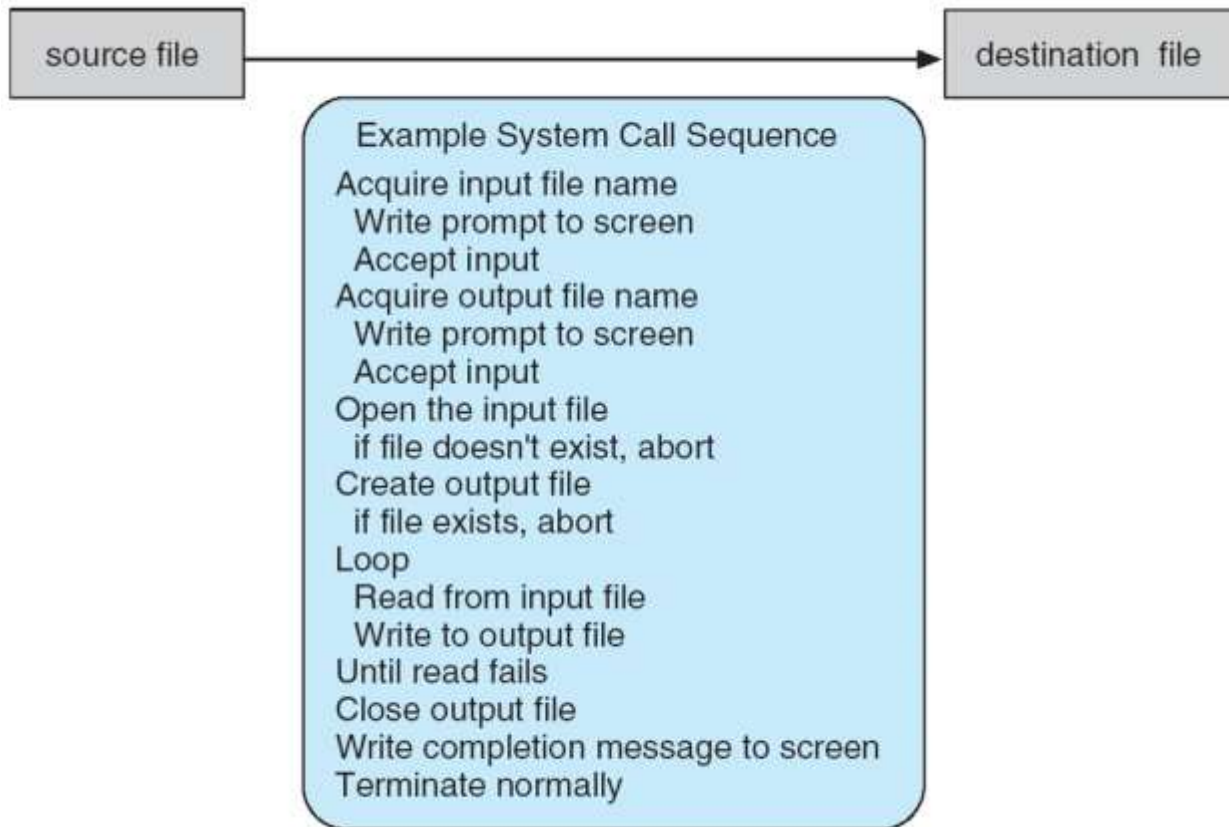 source file
destination file
Example System Call Sequence
Acquire input file name
Write prompt to screen
Accept input
Acquire output file name
Write prompt to screen
Accept input
Open the input file
if file doesn't exist, abort
Create output file
if file exists, abort
Loop
Read from input file
Write to output file
Until read fails
Close output file
Write completion message to screen
Terminate normally